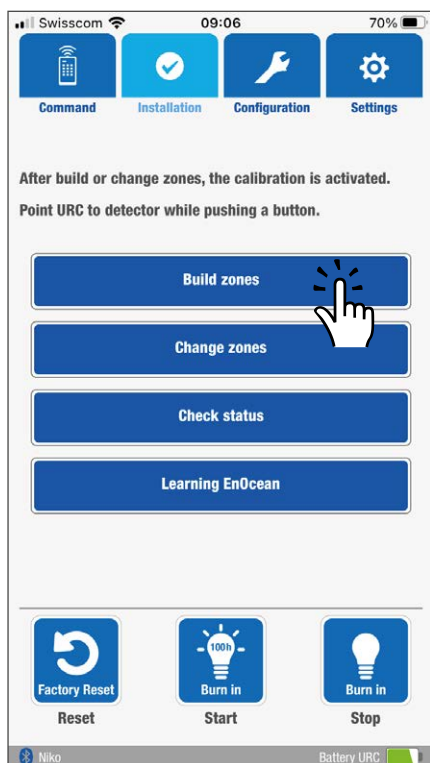 Swisscom 09:06 70%
Command Installation Configuration Settings
After build or change zones, the calibration is activated.
Point URC to detector while pushing a button.
Build zones
Change zones
Check status
Learning EnOcean
100h
Factory Reset Burn in Burn in
Reset Start Stop
Niko Battery URC